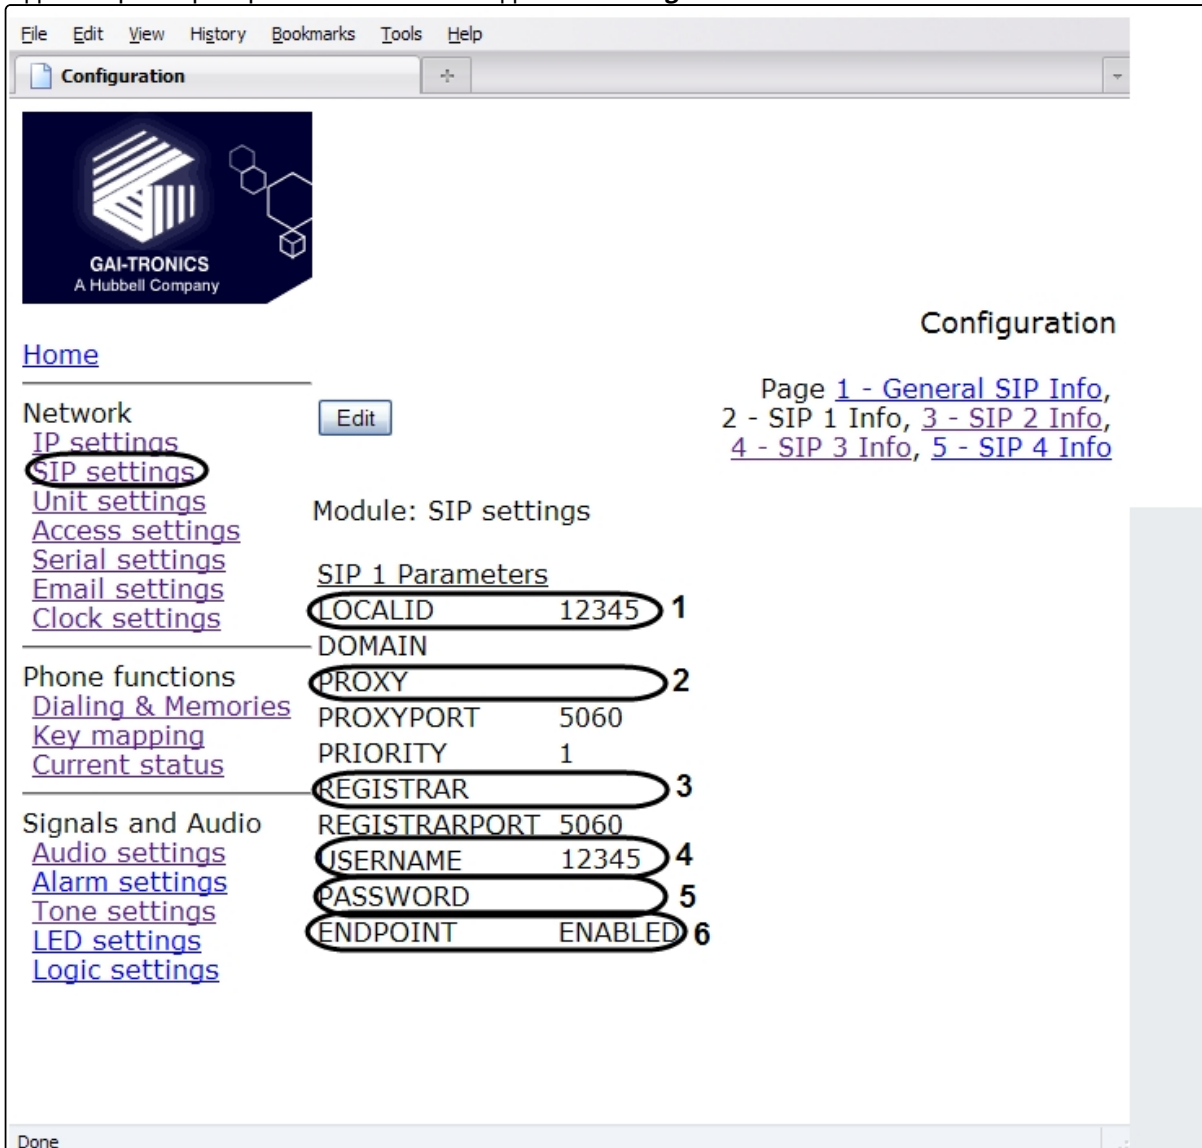 File Edit View History Bookmarks Tools Help
Configuration
GAI-TRONICS
A Hubbell Company
Configuration
Home
Page 1 - General SIP Info,
2 - SIP 1 Info, 3 - SIP 2 Info,
4 - SIP 3 Info, 5 - SIP 4 Info
Edit
Network
IP settings
SIP settings
Unit settings
Access settings
Serial settings
Email settings
Clock settings
Phone functions
Dialing & Memories
Key mapping
Current status
Signals and Audio
Audio settings
Alarm settings
Tone settings
LED settings
Logic settings
Module: SIP settings
SIP 1 Parameters
LOCALID 12345 1
DOMAIN
PROXY 2
PROXYPORT 5060
PRIORITY 1
REGISTRAR 3
REGISTRARPORT 5060
USERNAME 12345 4
PASSWORD 5
ENDPOINT ENABLED 6
Done